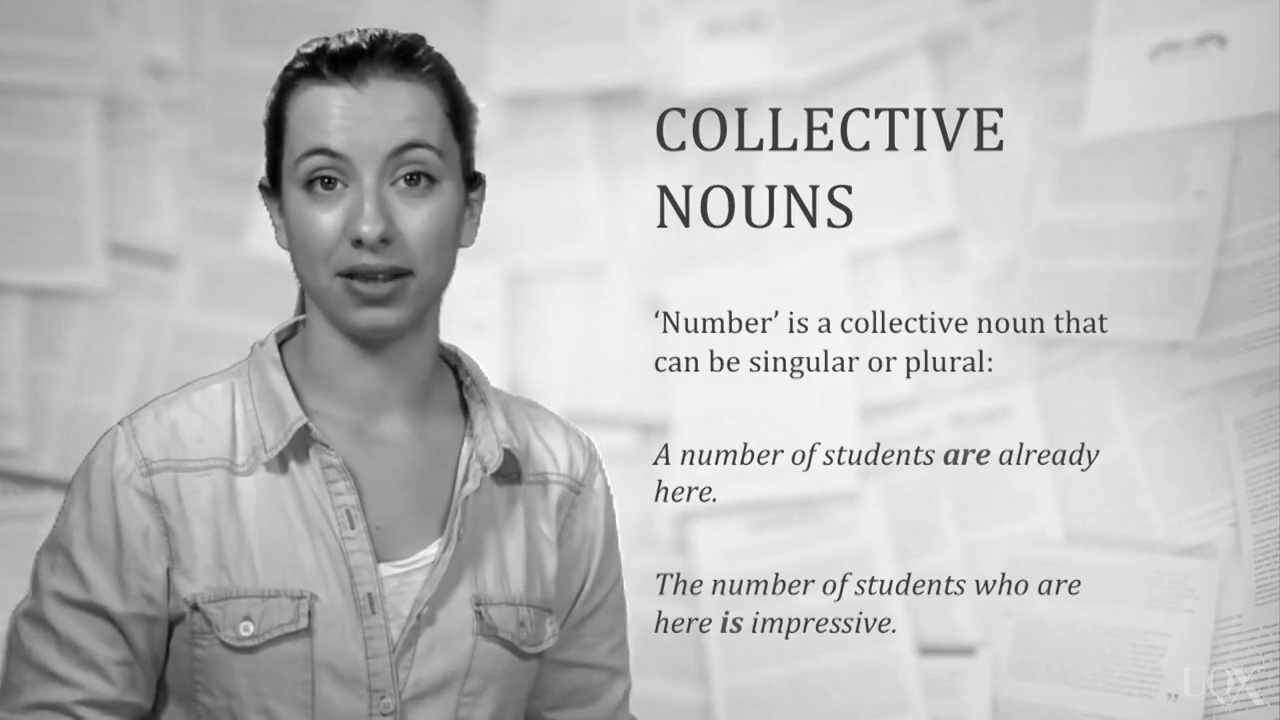 COLLECTIVE
NOUNS
‘Number’ is a collective noun that
can be singular or plural:
A number of students are already
here.
The number of students who are
here is impressive.
UQX